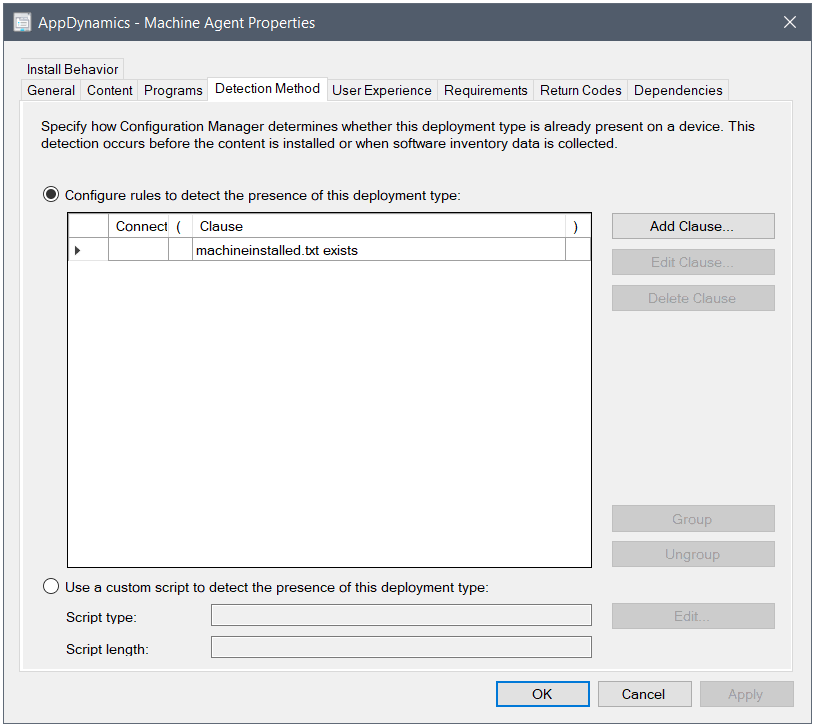 AppDynamics - Machine Agent Properties
Install Behavior
General Content Programs Detection Method User Experience Requirements Return Codes Dependencies
Specify how Configuration Manager determines whether this deployment type is already present on a device. This
detection occurs before the content is installed or when software inventory data is collected.
Configure rules to detect the presence of this deployment type:
Connect ( Clause )
machineinstalled.txt exists
Add Clause...
Edit Clause...
Delete Clause
Group
Ungroup
Use a custom script to detect the presence of this deployment type:
Script type:
Edit...
Script length:
OK Cancel Apply